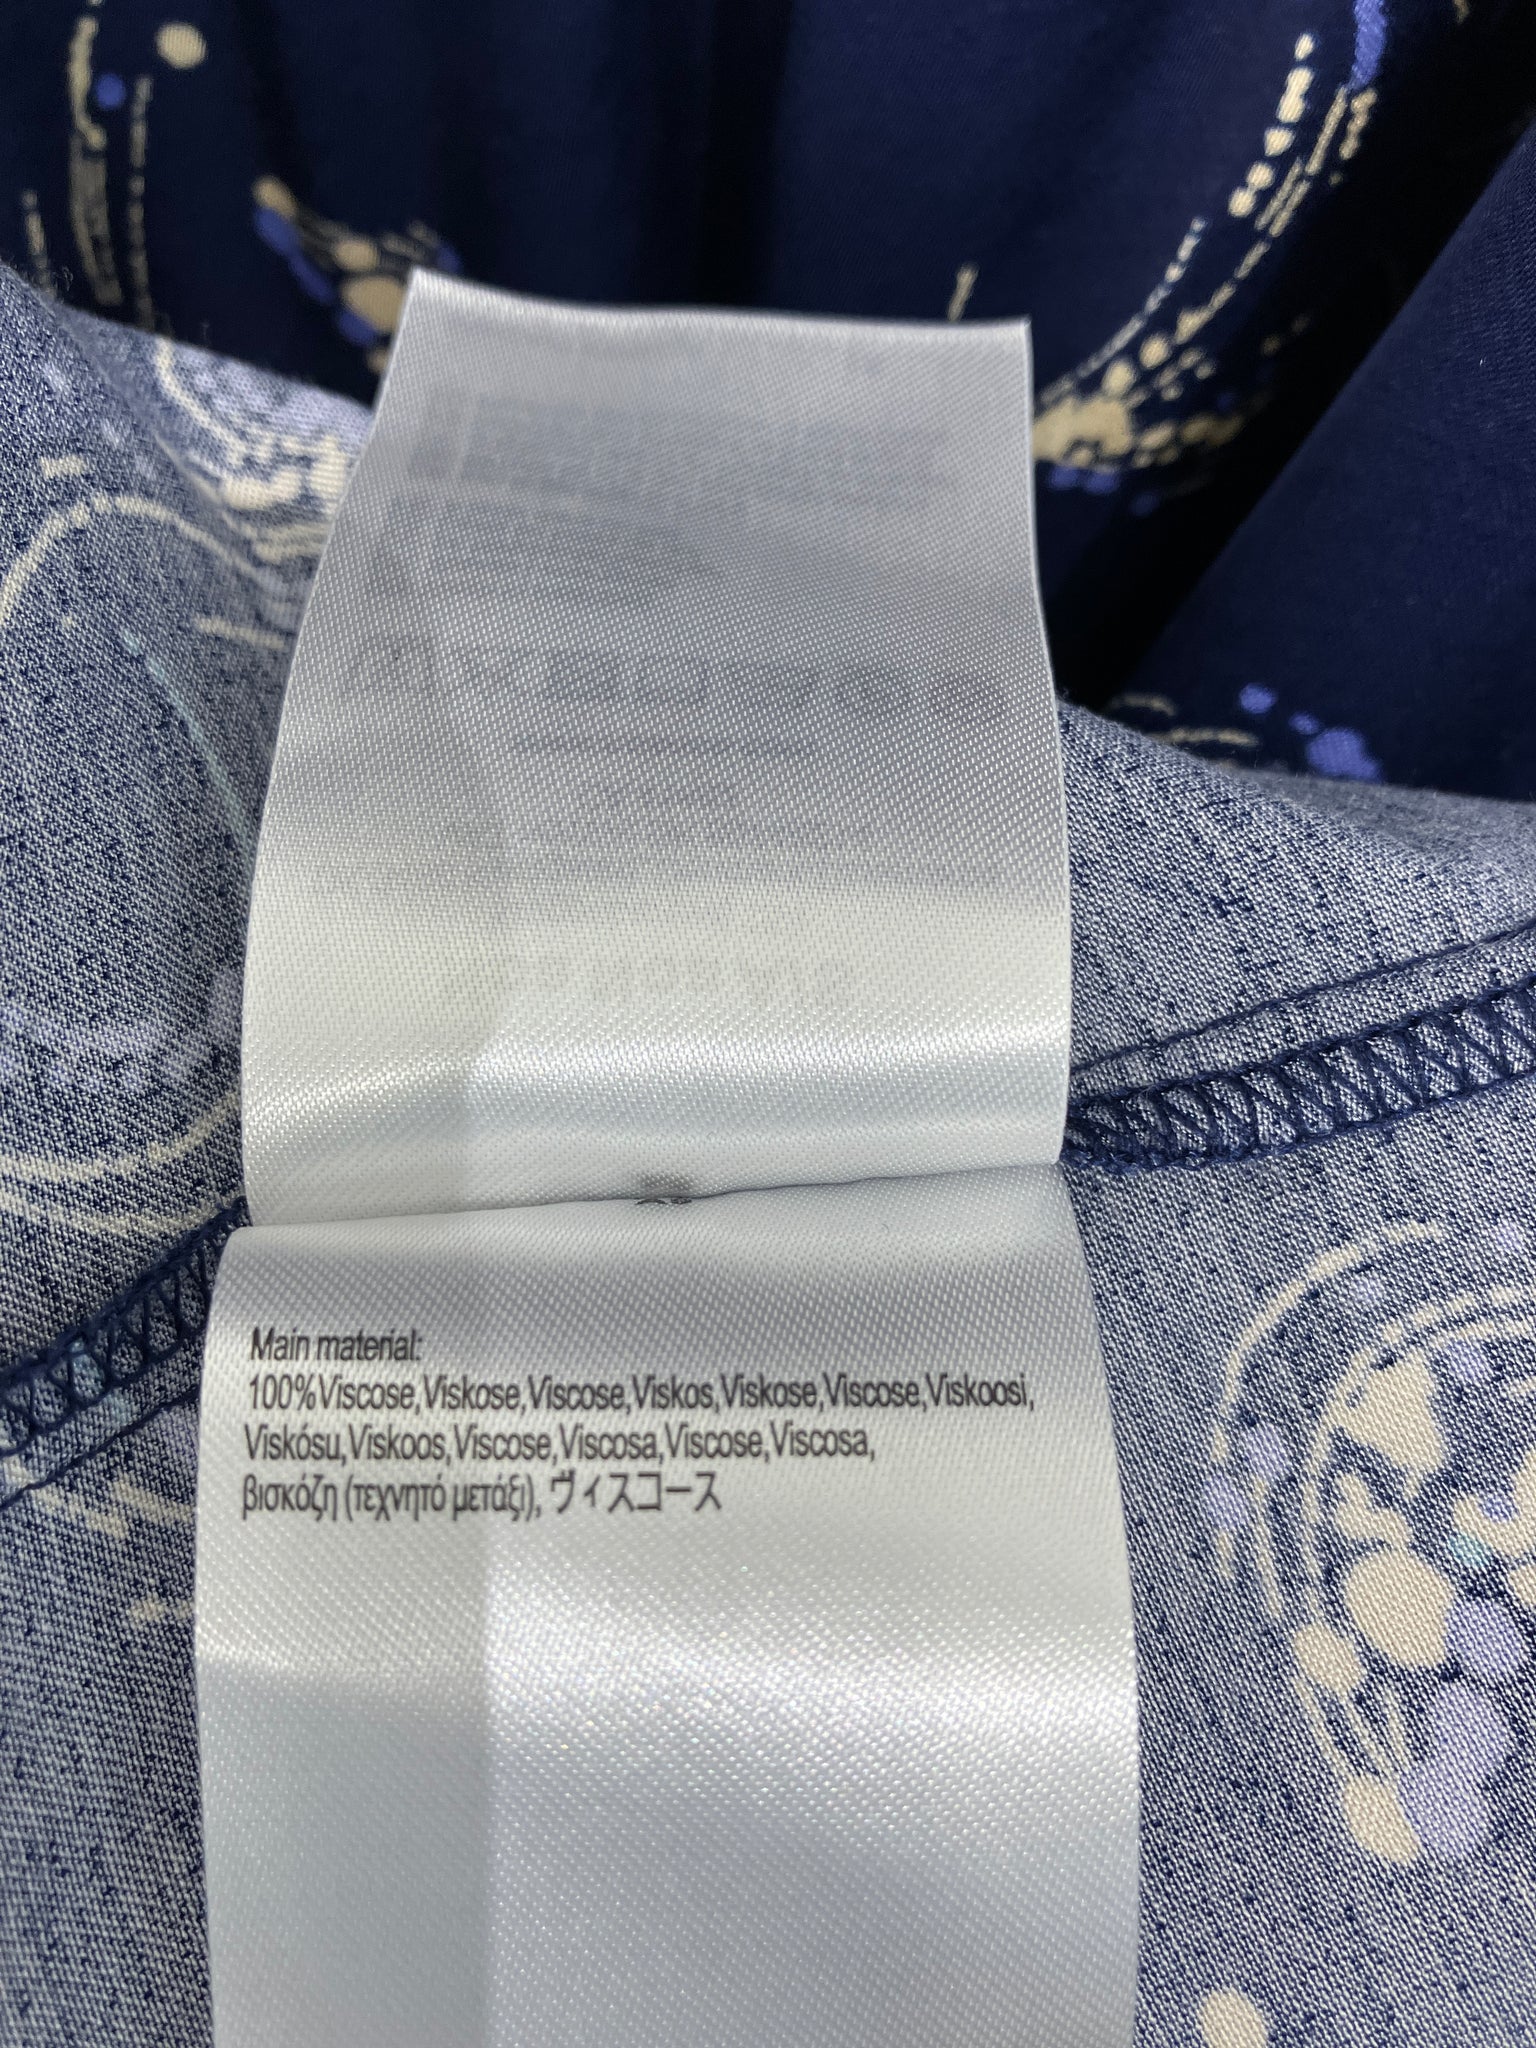 Main material:
100%Viscose,Viskose,Viscose,Viskos,Viskose,Viscose,Viskoosi,
Viskósu,Viskoos,Viscose,Viscosa,Viscose,Viscosa,
βισκόζη (τεχνητό μετάξι), ヴィスコース